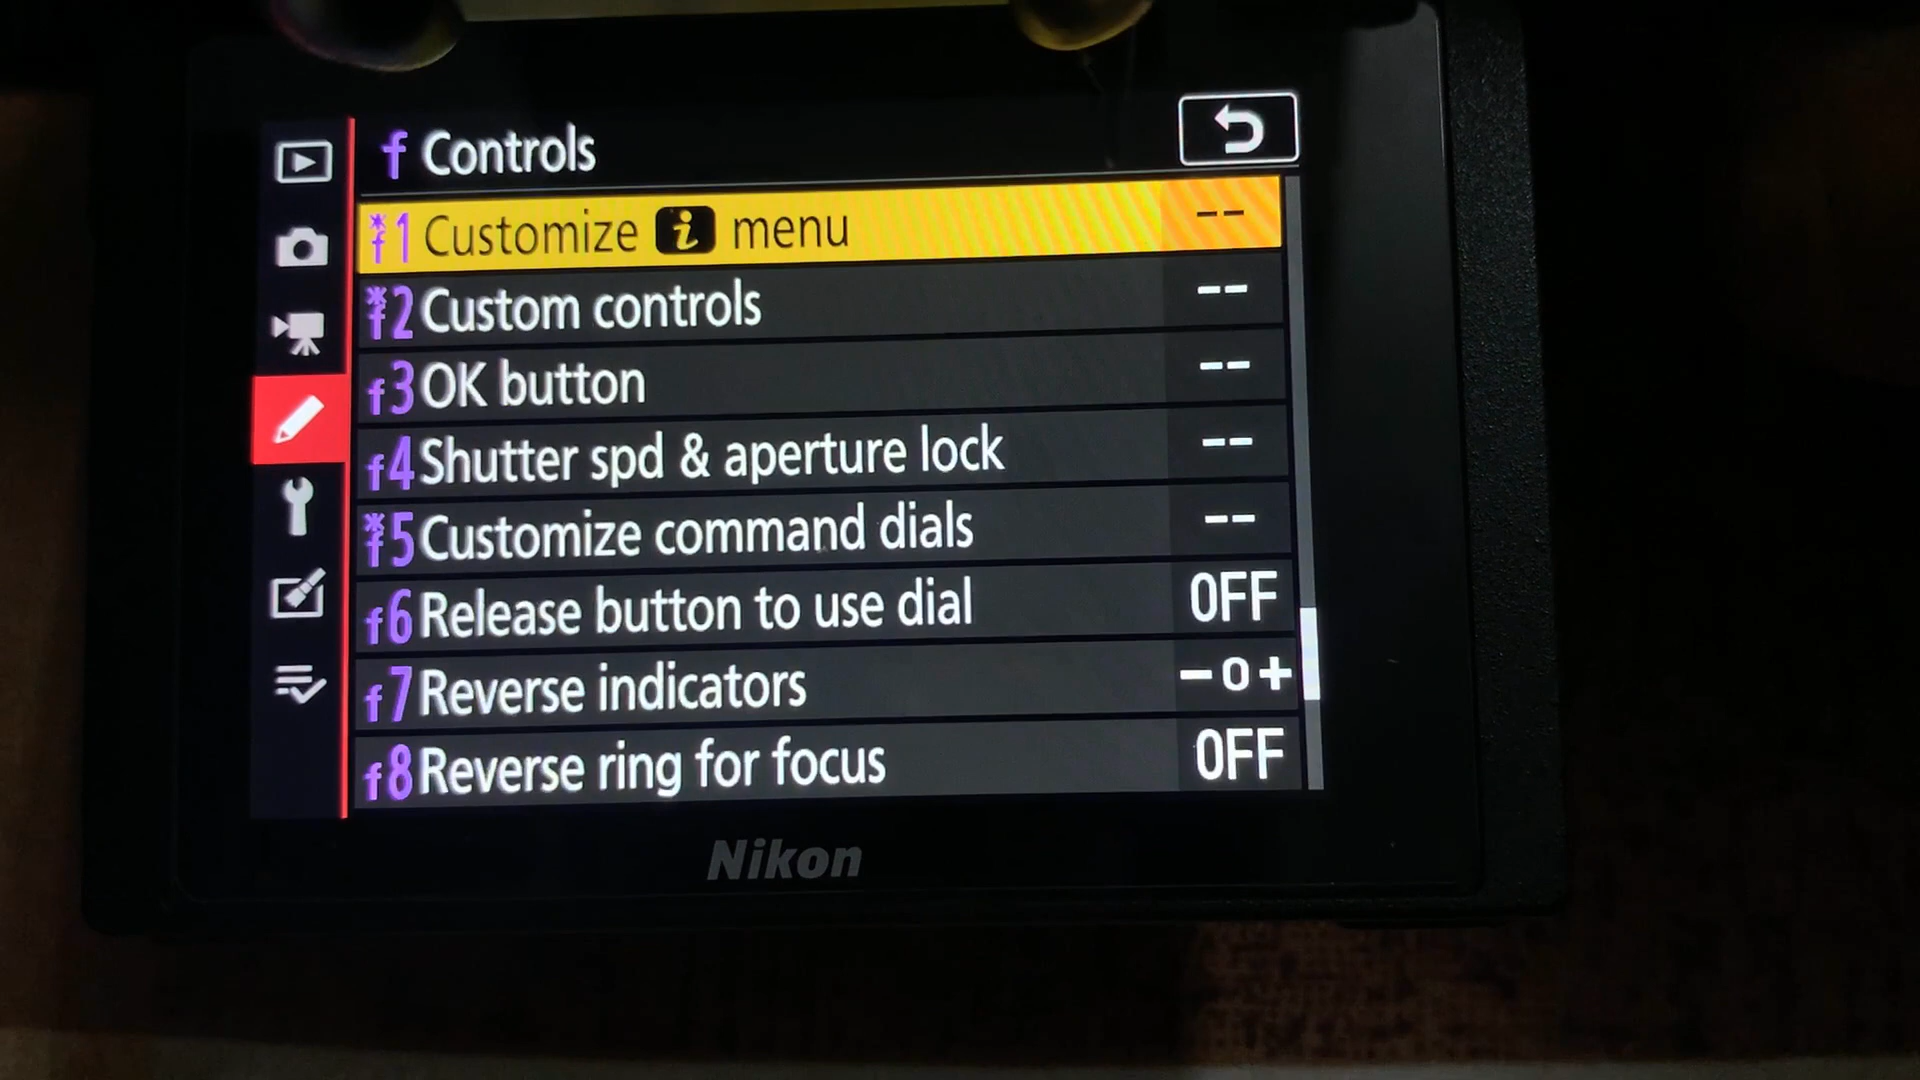 f Controls
*f1 Customize i menu --
*f2 Custom controls --
f3 OK button --
f4 Shutter spd & aperture lock --
*f5 Customize command dials --
f6 Release button to use dial OFF
f7 Reverse indicators -0+
f8 Reverse ring for focus OFF
Nikon